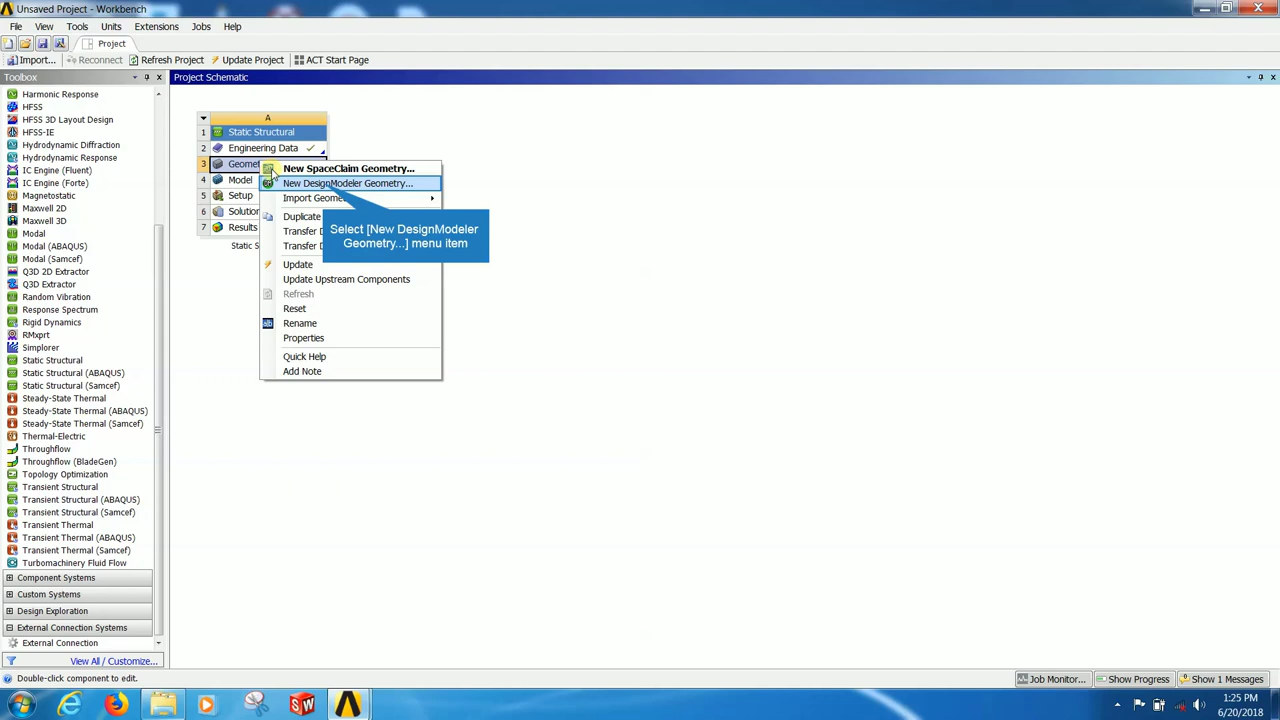 Unsaved Project - Workbench
File View Tools Units Extensions Jobs Help
Project
Import... Reconnect Refresh Project Update Project ACT Start Page
Toolbox
Project Schematic
Harmonic Response
HFSS
HFSS 3D Layout Design
HFSS-IE
Hydrodynamic Diffraction
Hydrodynamic Response
IC Engine (Fluent)
IC Engine (Forte)
Magnetostatic
Maxwell 2D
Maxwell 3D
Modal
Modal (ABAQUS)
Modal (Samcef)
Q3D 2D Extractor
Q3D Extractor
Random Vibration
Response Spectrum
Rigid Dynamics
RMxprt
Simplorer
Static Structural
Static Structural (ABAQUS)
Static Structural (Samcef)
Steady-State Thermal
Steady-State Thermal (ABAQUS)
Steady-State Thermal (Samcef)
Thermal-Electric
Throughflow
Throughflow (BladeGen)
Topology Optimization
Transient Structural
Transient Structural (ABAQUS)
Transient Structural (Samcef)
Transient Thermal
Transient Thermal (ABAQUS)
Transient Thermal (Samcef)
Turbomachinery Fluid Flow
Component Systems
Custom Systems
Design Exploration
External Connection Systems
External Connection
View All / Customize...
A
1 Static Structural
2 Engineering Data
3 Geomet
4 Model
5 Setup
6 Solution
7 Results
Static S
New SpaceClaim Geometry...
New DesignModeler Geometry...
Import Geom
Duplicate
Transfer D
Transfer D
Update
Update Upstream Components
Refresh
Reset
Rename
Properties
Quick Help
Add Note
Select [New DesignModeler
Geometry...] menu item
Double-click component to edit.
Job Monitor... Show Progress Show 1 Messages
1:25 PM
6/20/2018